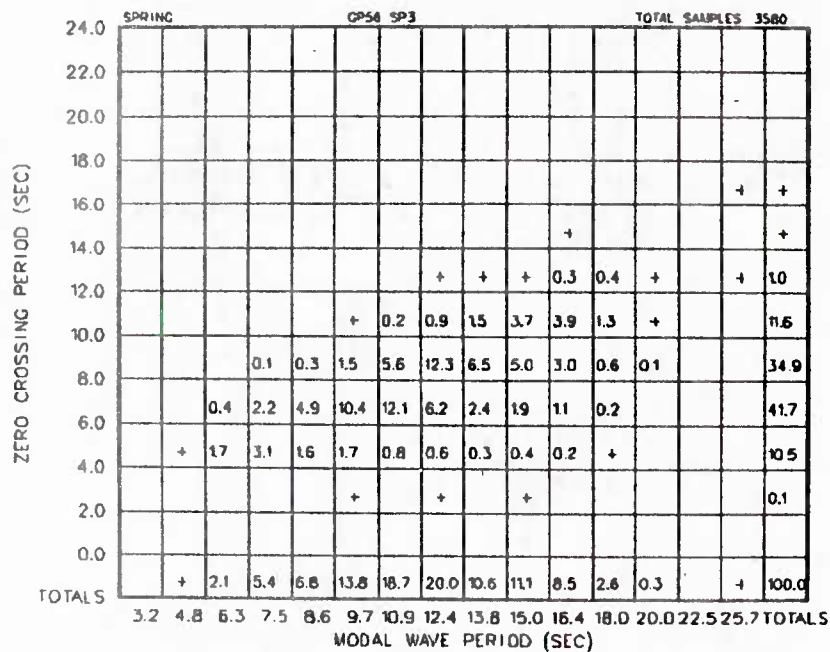 SPRING GP56 SP3 TOTAL SAMPLES 3580
24.0
22.0
20.0
18.0
16.0 + +
14.0 + +
12.0 + + + 0.3 0.4 + + 1.0
10.0 + 0.2 0.9 1.5 3.7 3.9 1.3 + 11.6
8.0 0.1 0.3 1.5 5.6 12.3 6.5 5.0 3.0 0.6 0.1 34.9
6.0 0.4 2.2 4.9 10.4 12.1 6.2 2.4 1.9 1.1 0.2 41.7
4.0 + 1.7 3.1 1.6 1.7 0.8 0.6 0.3 0.4 0.2 + 10.5
2.0 + + + 0.1
0.0
TOTALS + 2.1 5.4 6.8 13.8 18.7 20.0 10.6 11.1 8.5 2.6 0.3 + 100.0
3.2 4.8 6.3 7.5 8.6 9.7 10.9 12.4 13.8 15.0 16.4 18.0 20.0 22.5 25.7 TOTALS
MODAL WAVE PERIOD (SEC)
ZERO CROSSING PERIOD (SEC)